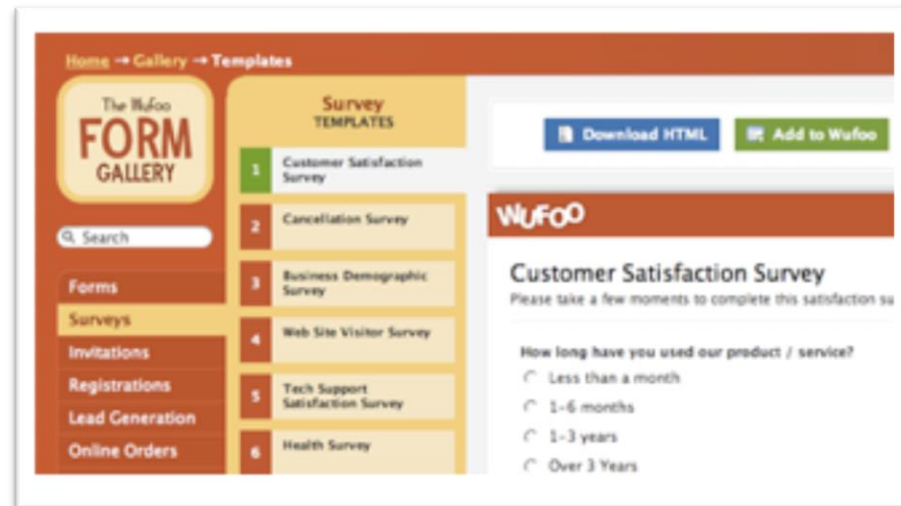 Home → Gallery → Templates
The Wufoo
FORM
GALLERY
Search
Forms
Surveys
Invitations
Registrations
Lead Generation
Online Orders
Survey
TEMPLATES
1 Customer Satisfaction
Survey
2 Cancellation Survey
3 Business Demographic
Survey
4 Web Site Visitor Survey
5 Tech Support
Satisfaction Survey
6 Health Survey
Download HTML
Add to Wufoo
WUFOO
Customer Satisfaction Survey
Please take a few moments to complete this satisfaction su
How long have you used our product / service?
Less than a month
1-6 months
1-3 years
Over 3 Years